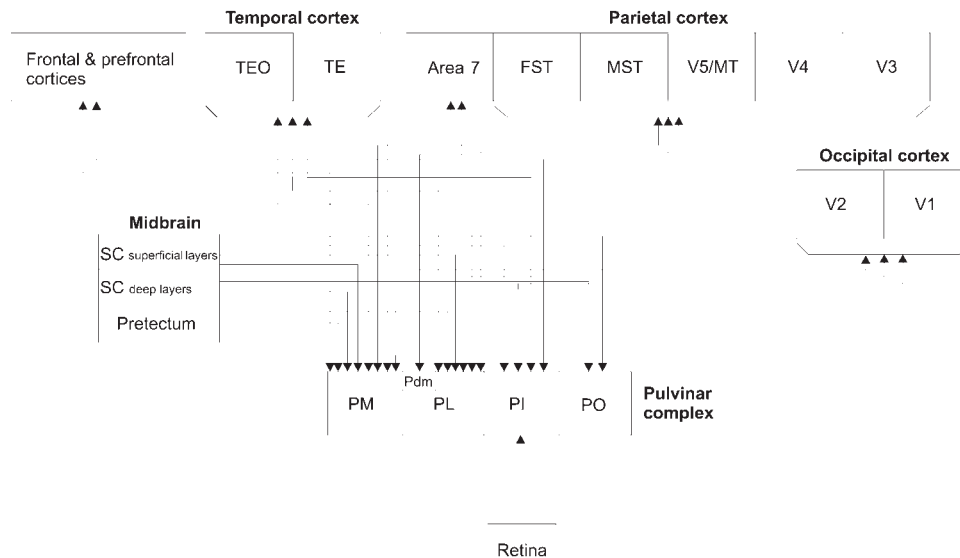 Temporal cortex
Parietal cortex
Frontal & prefrontal
cortices
TEO
TE
Area 7
FST
MST
V5/MT
V4
V3
Occipital cortex
V2
V1
Midbrain
SC superficial layers
SC deep layers
Pretectum
Pdm
PM
PL
PI
PO
Pulvinar
complex
Retina